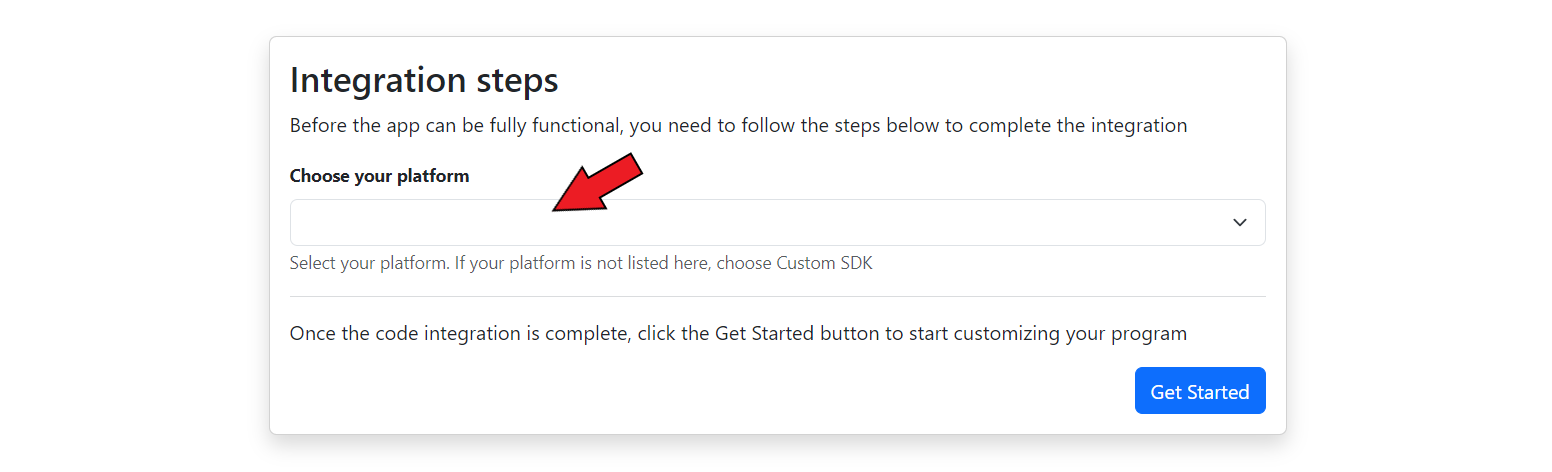 Integration steps
Before the app can be fully functional, you need to follow the steps below to complete the integration
Choose your platform
Select your platform. If your platform is not listed here, choose Custom SDK
Once the code integration is complete, click the Get Started button to start customizing your program
Get Started